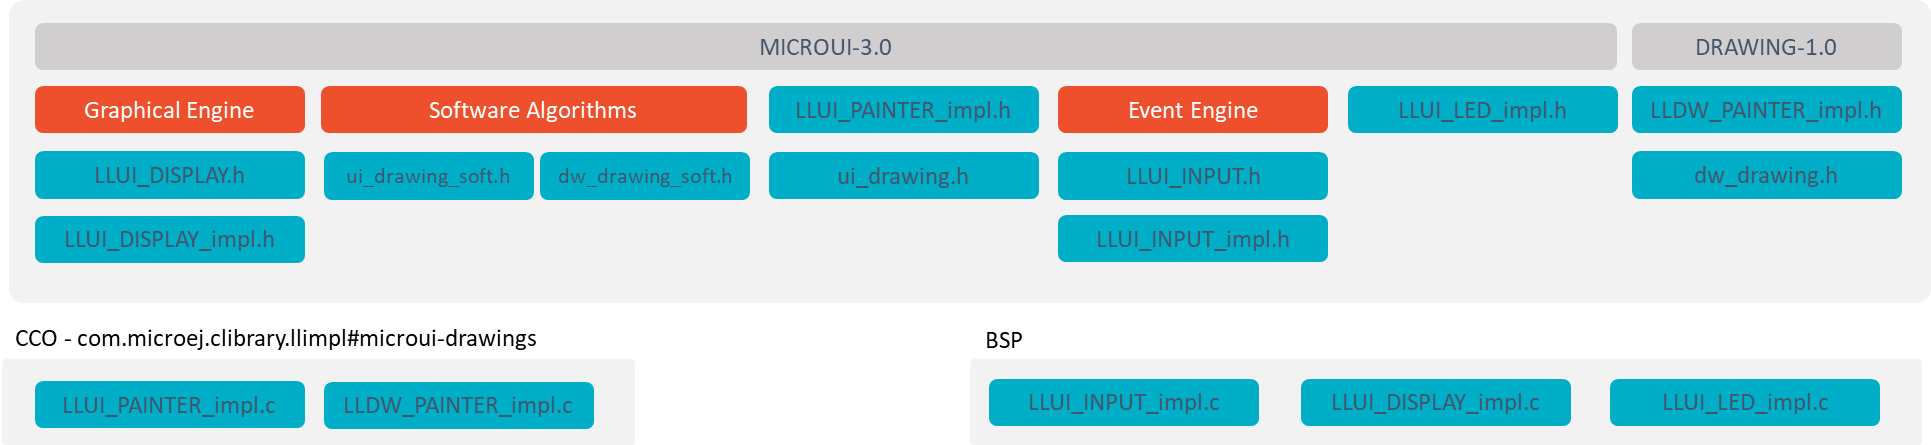 MICROUI-3.0
DRAWING-1.0
Graphical Engine
Software Algorithms
LLUI_PAINTER_impl.h
Event Engine
LLUI_LED_impl.h
LLDW_PAINTER_impl.h
LLUI_DISPLAY.h
ui_drawing_soft.h
dw_drawing_soft.h
ui_drawing.h
LLUI_INPUT.h
dw_drawing.h
LLUI_DISPLAY_impl.h
LLUI_INPUT_impl.h
CCO - com.microej.clibrary.llimpl#microui-drawings
BSP
LLUI_PAINTER_impl.c
LLDW_PAINTER_impl.c
LLUI_INPUT_impl.c
LLUI_DISPLAY_impl.c
LLUI_LED_impl.c